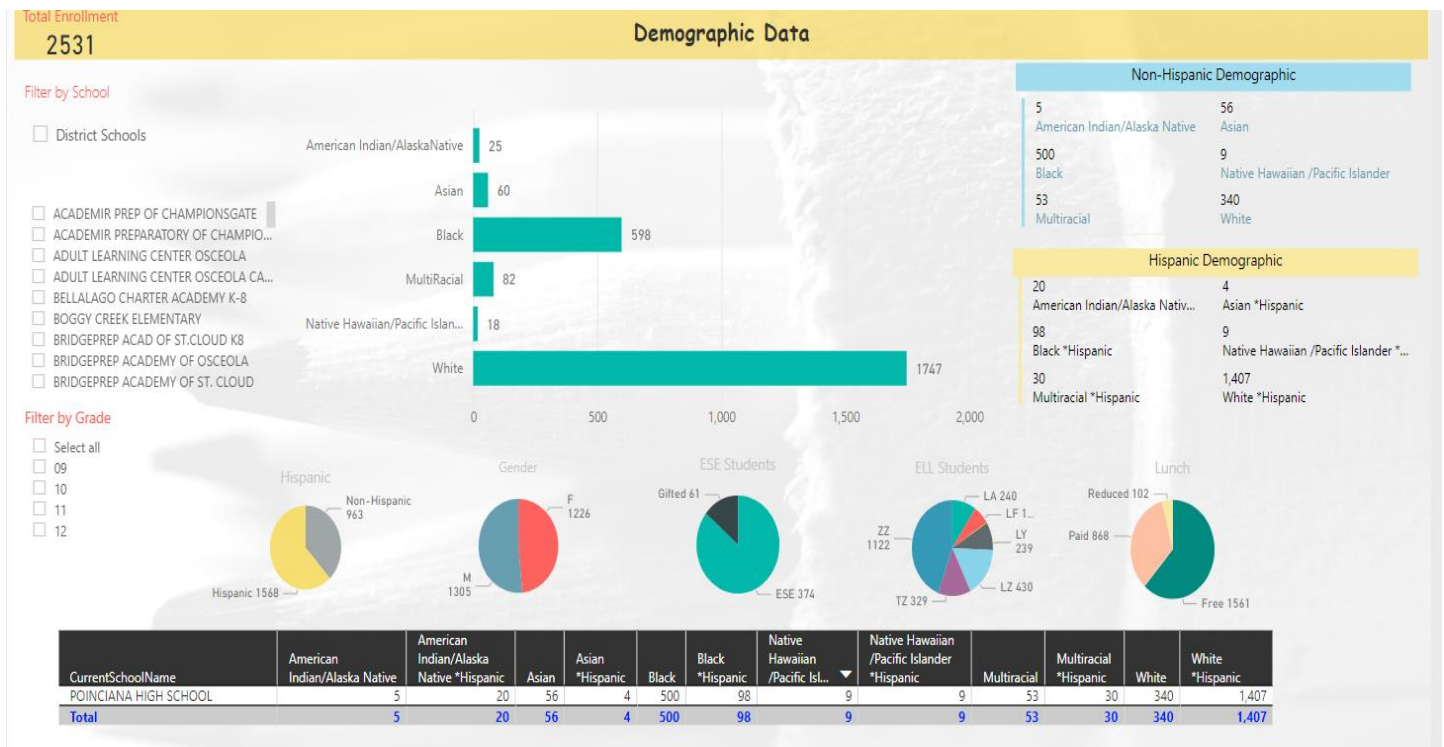 Total Enrollment
2531
Demographic Data
Filter by School
District Schools
ACADEMIR PREP OF CHAMPIONSGATE
ACADEMIR PREPARATORY OF CHAMPIO...
ADULT LEARNING CENTER OSCEOLA
ADULT LEARNING CENTER OSCEOLA CA...
BELLALAGO CHARTER ACADEMY K-8
BOGGY CREEK ELEMENTARY
BRIDGEPREP ACAD OF ST.CLOUD K8
BRIDGEPREP ACADEMY OF OSCEOLA
BRIDGEPREP ACADEMY OF ST. CLOUD
Filter by Grade
Select all
09
10
11
12
American Indian/AlaskaNative 25
Asian 60
Black 598
MultiRacial 82
Native Hawaiian/Pacific Islan... 18
White 1747
0 500 1,000 1,500 2,000
Non-Hispanic Demographic
5 56
American Indian/Alaska Native Asian
500 9
Black Native Hawaiian /Pacific Islander
53 340
Multiracial White
Hispanic Demographic
20 4
American Indian/Alaska Nativ... Asian *Hispanic
98 9
Black *Hispanic Native Hawaiian /Pacific Islander *...
30 1,407
Multiracial *Hispanic White *Hispanic
Hispanic
Non-Hispanic
963
Hispanic 1568
Gender
F
1226
M
1305
ESE Students
Gifted 61
ESE 374
ELL Students
LA 240
LF 1...
LY
239
LZ 430
TZ 329
ZZ
1122
Lunch
Reduced 102
Paid 868
Free 1561
CurrentSchoolName
American
Indian/Alaska Native
American
Indian/Alaska
Native *Hispanic
Asian
Asian
*Hispanic
Black
Black
*Hispanic
Native
Hawaiian
/Pacific Isl...
Native Hawaiian
/Pacific Islander
*Hispanic
Multiracial
Multiracial
*Hispanic
White
White
*Hispanic
POINCIANA HIGH SCHOOL 5 20 56 4 500 98 9 9 53 30 340 1,407
Total 5 20 56 4 500 98 9 9 53 30 340 1,407